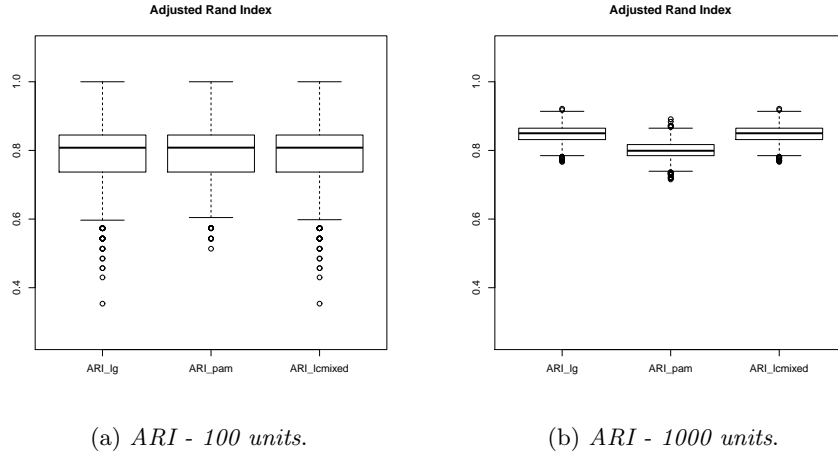 Adjusted Rand Index
1.0
0.8
0.6
0.4
ARI_lg ARI_pam ARI_lcmixed
(a) ARI - 100 units.
Adjusted Rand Index
1.0
0.8
0.6
0.4
ARI_lg ARI_pam ARI_lcmixed
(b) ARI - 1000 units.